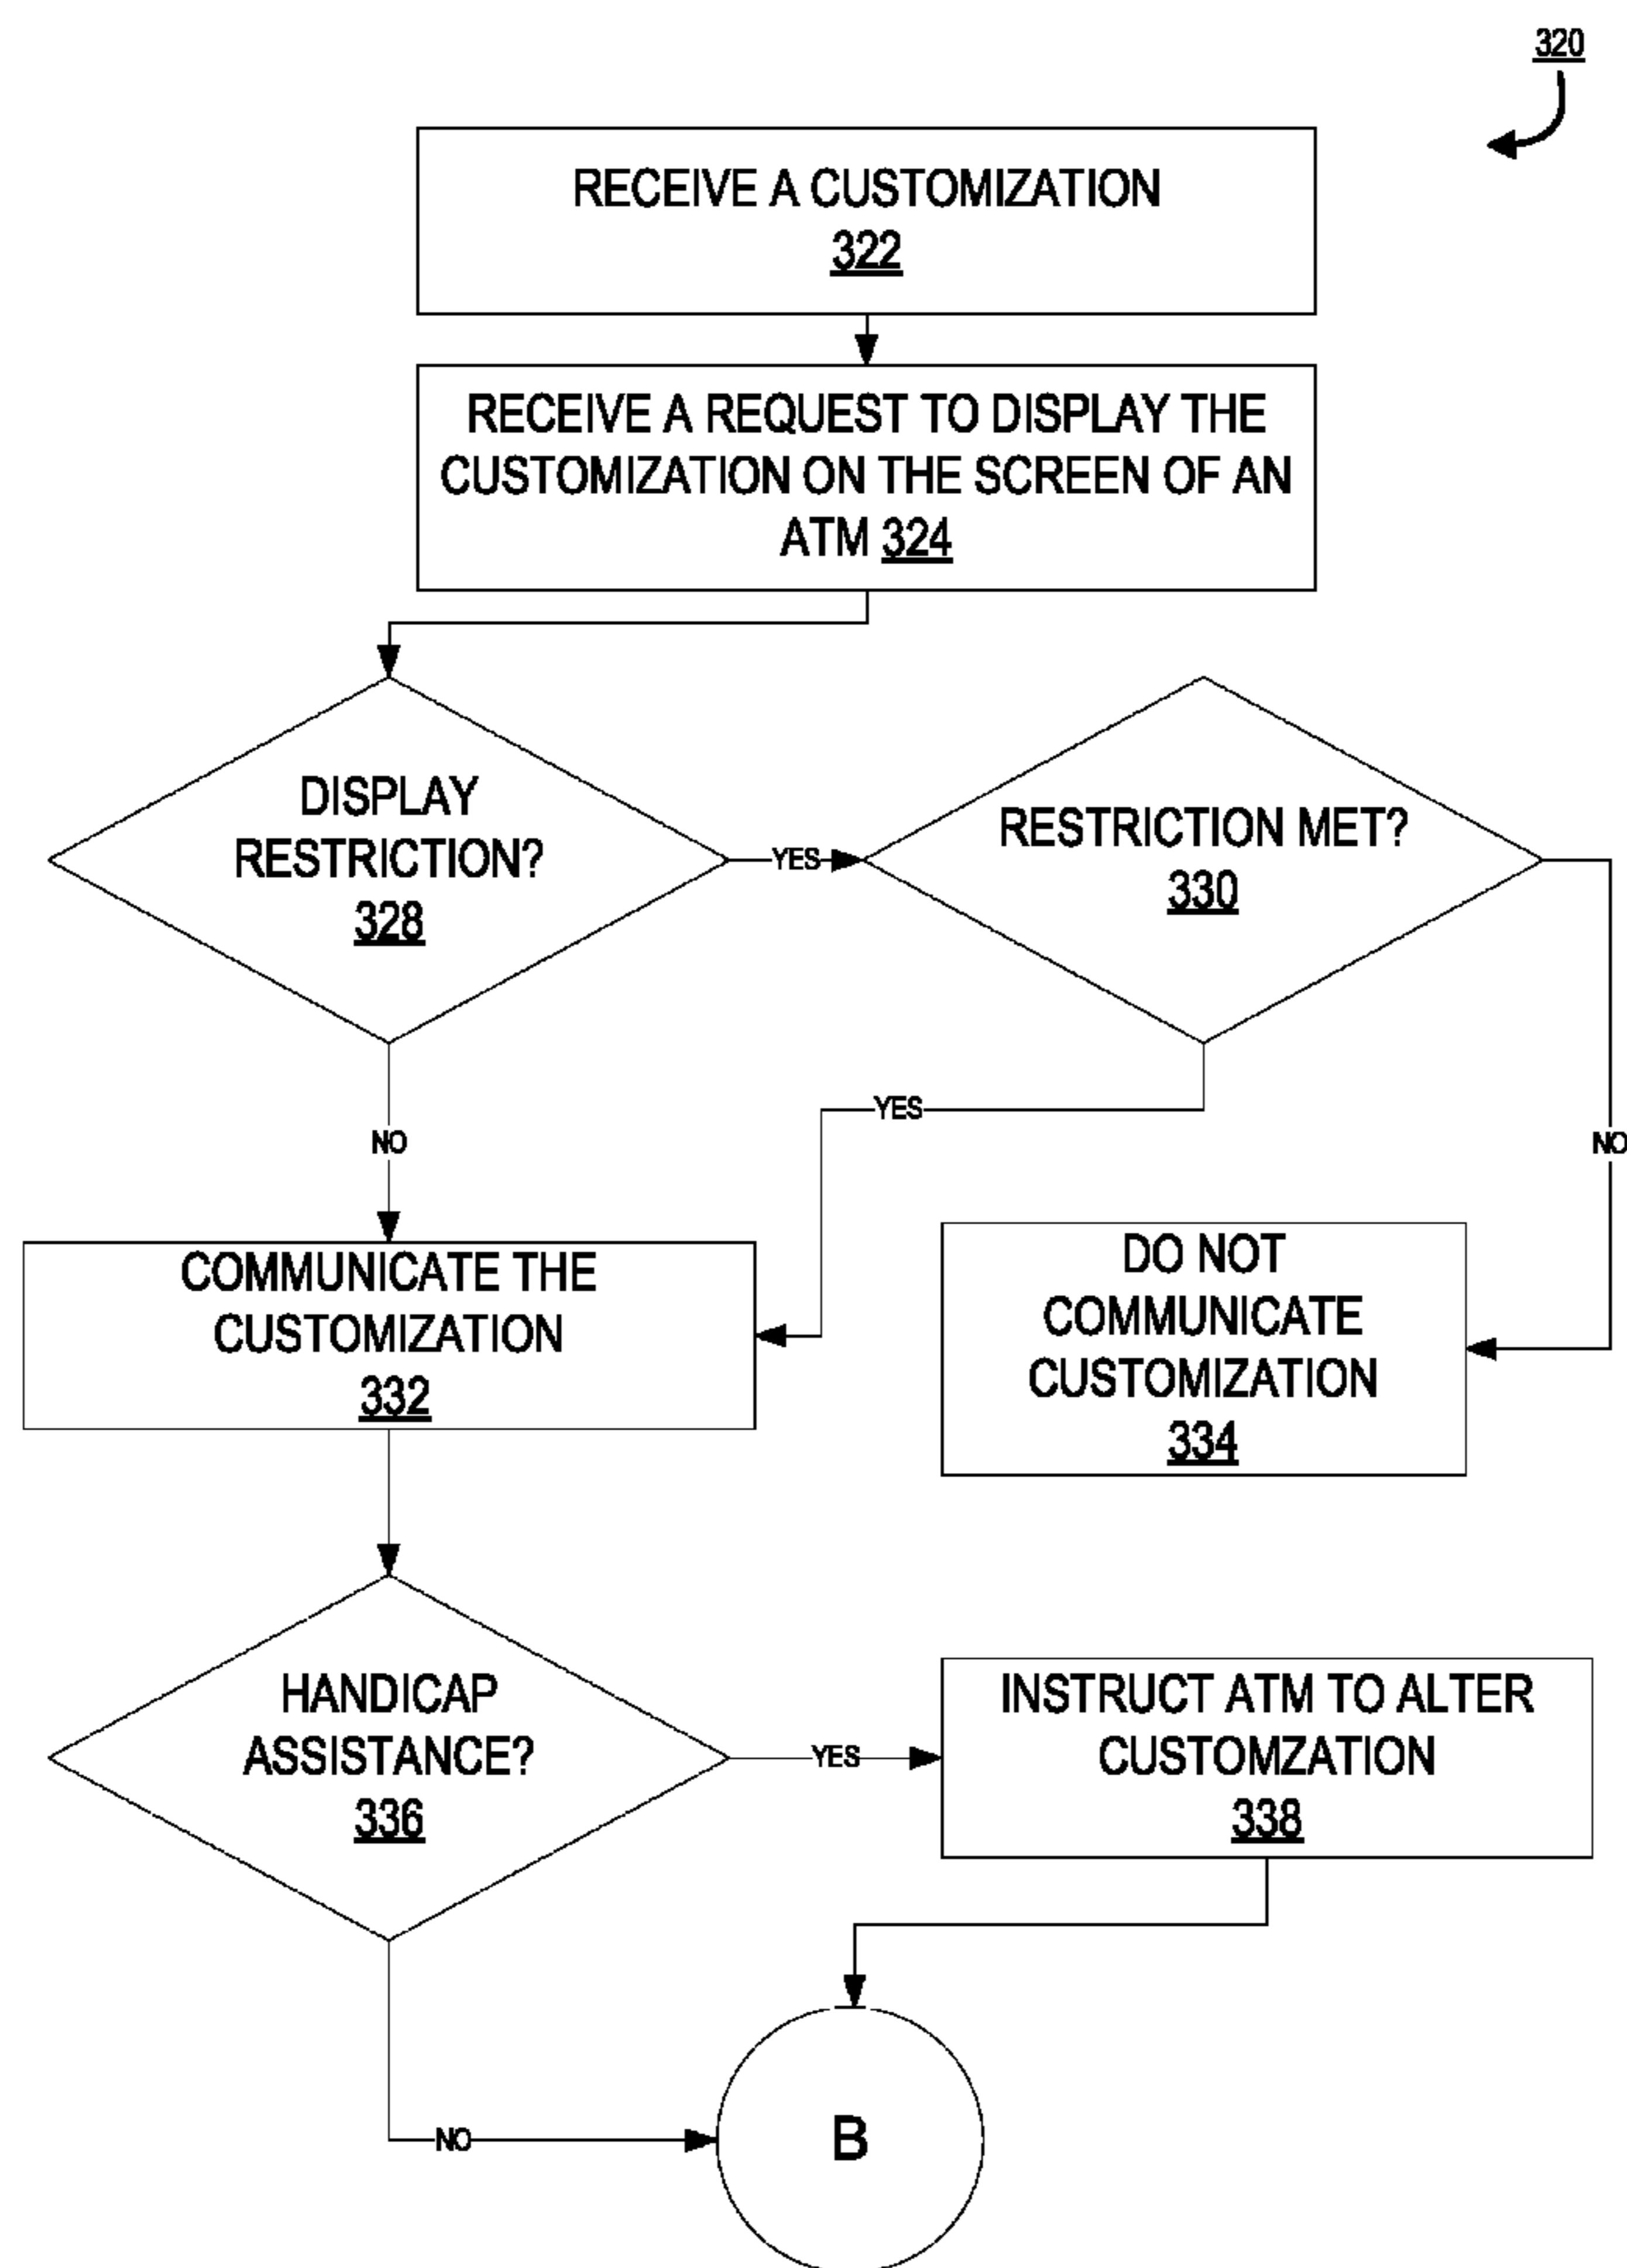 320
RECEIVE A CUSTOMIZATION
322
RECEIVE A REQUEST TO DISPLAY THE
CUSTOMIZATION ON THE SCREEN OF AN
ATM 324
DISPLAY
RESTRICTION?
328
YES
RESTRICTION MET?
330
YES
NO
NO
COMMUNICATE THE
CUSTOMIZATION
332
DO NOT
COMMUNICATE
CUSTOMIZATION
334
HANDICAP
ASSISTANCE?
336
YES
INSTRUCT ATM TO ALTER
CUSTOMZATION
338
NO
B